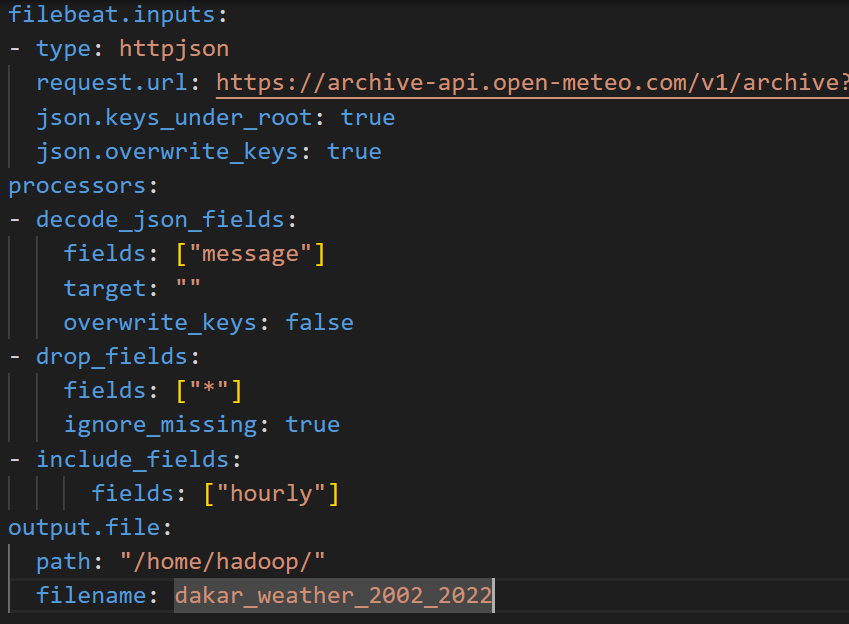 filebeat.inputs:
- type: httpjson
  request.url: https://archive-api.open-meteo.com/v1/archive?
  json.keys_under_root: true
  json.overwrite_keys: true
processors:
- decode_json_fields:
    fields: ["message"]
    target: ""
    overwrite_keys: false
- drop_fields:
    fields: ["*"]
    ignore_missing: true
- include_fields:
      fields: ["hourly"]
output.file:
  path: "/home/hadoop/"
  filename: dakar_weather_2002_2022